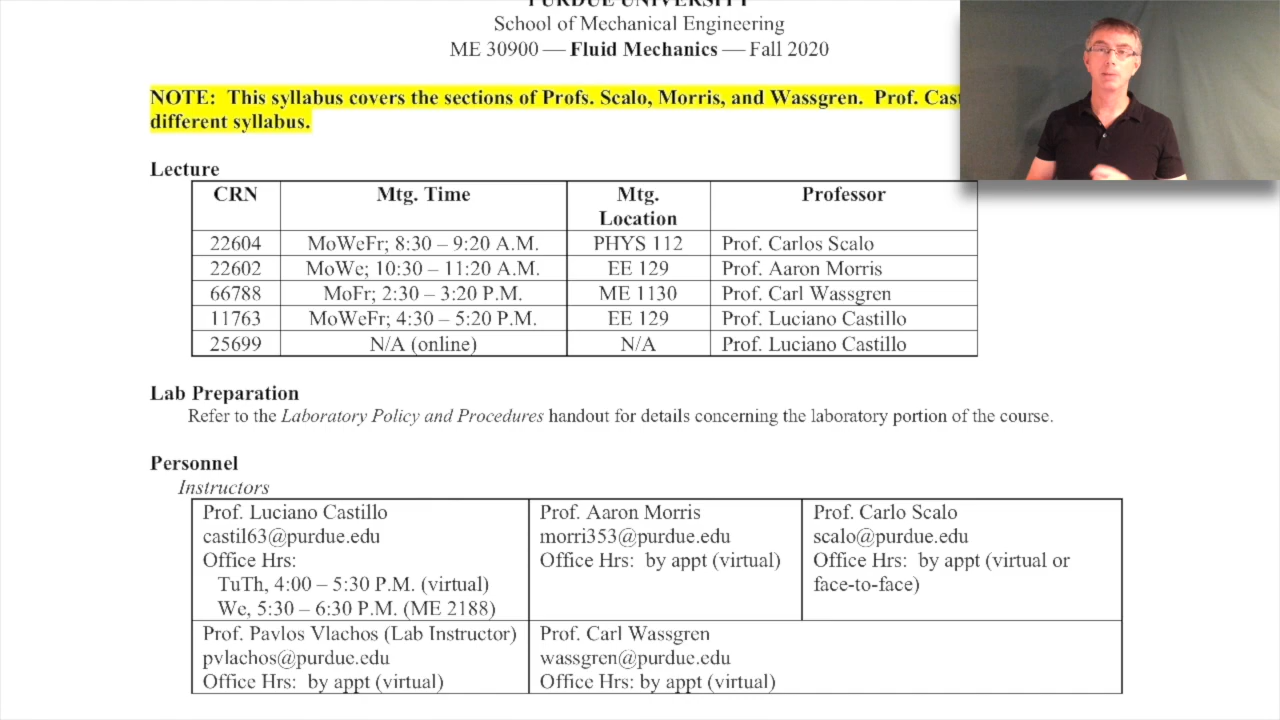 PURDUE UNIVERSITY
School of Mechanical Engineering
ME 30900 — Fluid Mechanics — Fall 2020
NOTE: This syllabus covers the sections of Profs. Scalo, Morris, and Wassgren. Prof.
different syllabus.
Lecture
CRN Mtg. Time Mtg. Location Professor
22604 MoWeFr; 8:30 – 9:20 A.M. PHYS 112 Prof. Carlos Scalo
22602 MoWe; 10:30 – 11:20 A.M. EE 129 Prof. Aaron Morris
66788 MoFr; 2:30 – 3:20 P.M. ME 1130 Prof. Carl Wassgren
11763 MoWeFr; 4:30 – 5:20 P.M. EE 129 Prof. Luciano Castillo
25699 N/A (online) N/A Prof. Luciano Castillo
Lab Preparation
Refer to the Laboratory Policy and Procedures handout for details concerning the laboratory portion of the course.
Personnel
Instructors
Prof. Luciano Castillo
castil63@purdue.edu
Office Hrs:
TuTh, 4:00 – 5:30 P.M. (virtual)
We, 5:30 – 6:30 P.M. (ME 2188)
Prof. Aaron Morris
morri353@purdue.edu
Office Hrs: by appt (virtual)
Prof. Carlo Scalo
scalo@purdue.edu
Office Hrs: by appt (virtual or
face-to-face)
Prof. Pavlos Vlachos (Lab Instructor)
pvlachos@purdue.edu
Office Hrs: by appt (virtual)
Prof. Carl Wassgren
wassgren@purdue.edu
Office Hrs: by appt (virtual)